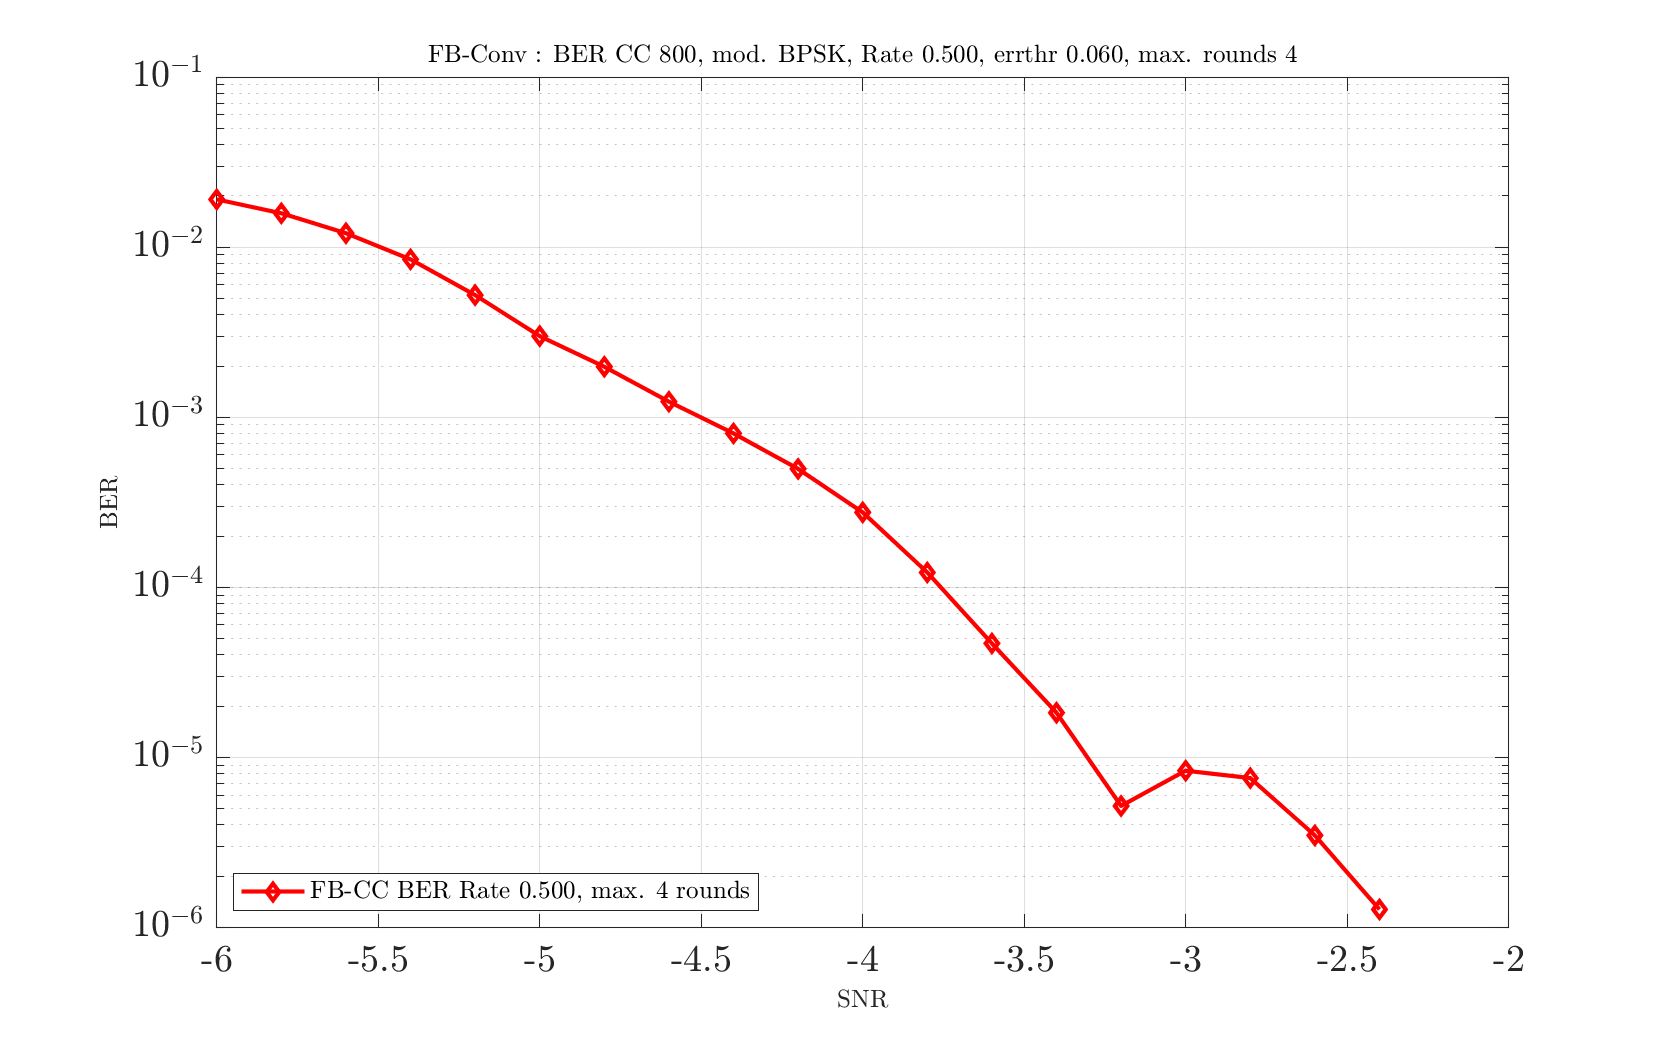 FB-Conv : BER CC 800, mod. BPSK, Rate 0.500, errthr 0.060, max. rounds 4
10^{-1}
10^{-2}
10^{-3}
10^{-4}
10^{-5}
10^{-6}
BER
FB-CC BER Rate 0.500, max. 4 rounds
-6 -5.5 -5 -4.5 -4 -3.5 -3 -2.5 -2
SNR